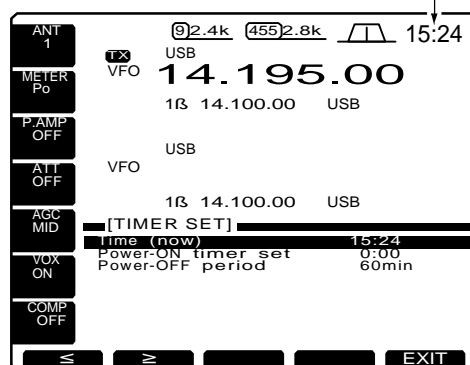 ANT
1
9 2.4k 455 2.8k 15:24
TX USB
VFO 14.195.00
METER
Po
1ß 14.100.00 USB
P.AMP
OFF
USB
ATT
OFF
VFO
1ß 14.100.00 USB
AGC
MID
[TIMER SET]
Time (now) 15:24
Power-ON timer set 0:00
Power-OFF period 60min
VOX
ON
COMP
OFF
≤ ≥ EXIT